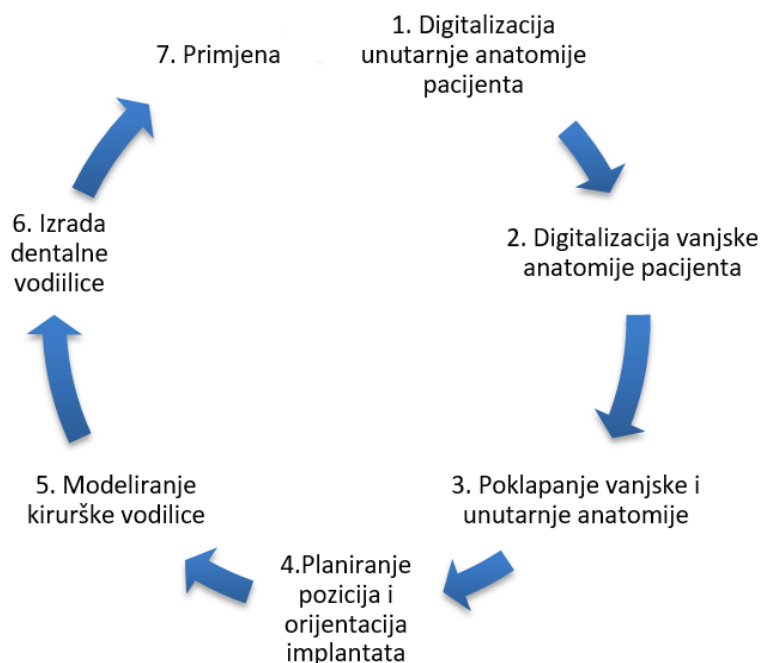 1. Digitalizacija
unutarnje anatomije
pacijenta
2. Digitalizacija vanjske
anatomije pacijenta
3. Poklapanje vanjske i
unutarnje anatomije
4.Planiranje
pozicija i
orijentacija
implantata
5. Modeliranje
kirurške vodilice
6. Izrada
dentalne
vodiilice
7. Primjena